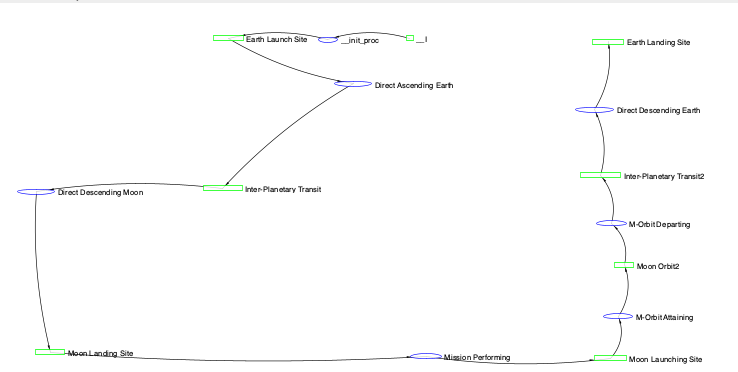 Earth Launch Site
__init_proc
__I
Earth Landing Site
Direct Ascending Earth
Direct Descending Earth
Inter-Planetary Transit2
Direct Descending Moon
Inter-Planetary Transit
M-Orbit Departing
Moon Orbit2
M-Orbit Attaining
Moon Landing Site
Mission Performing
Moon Launching Site